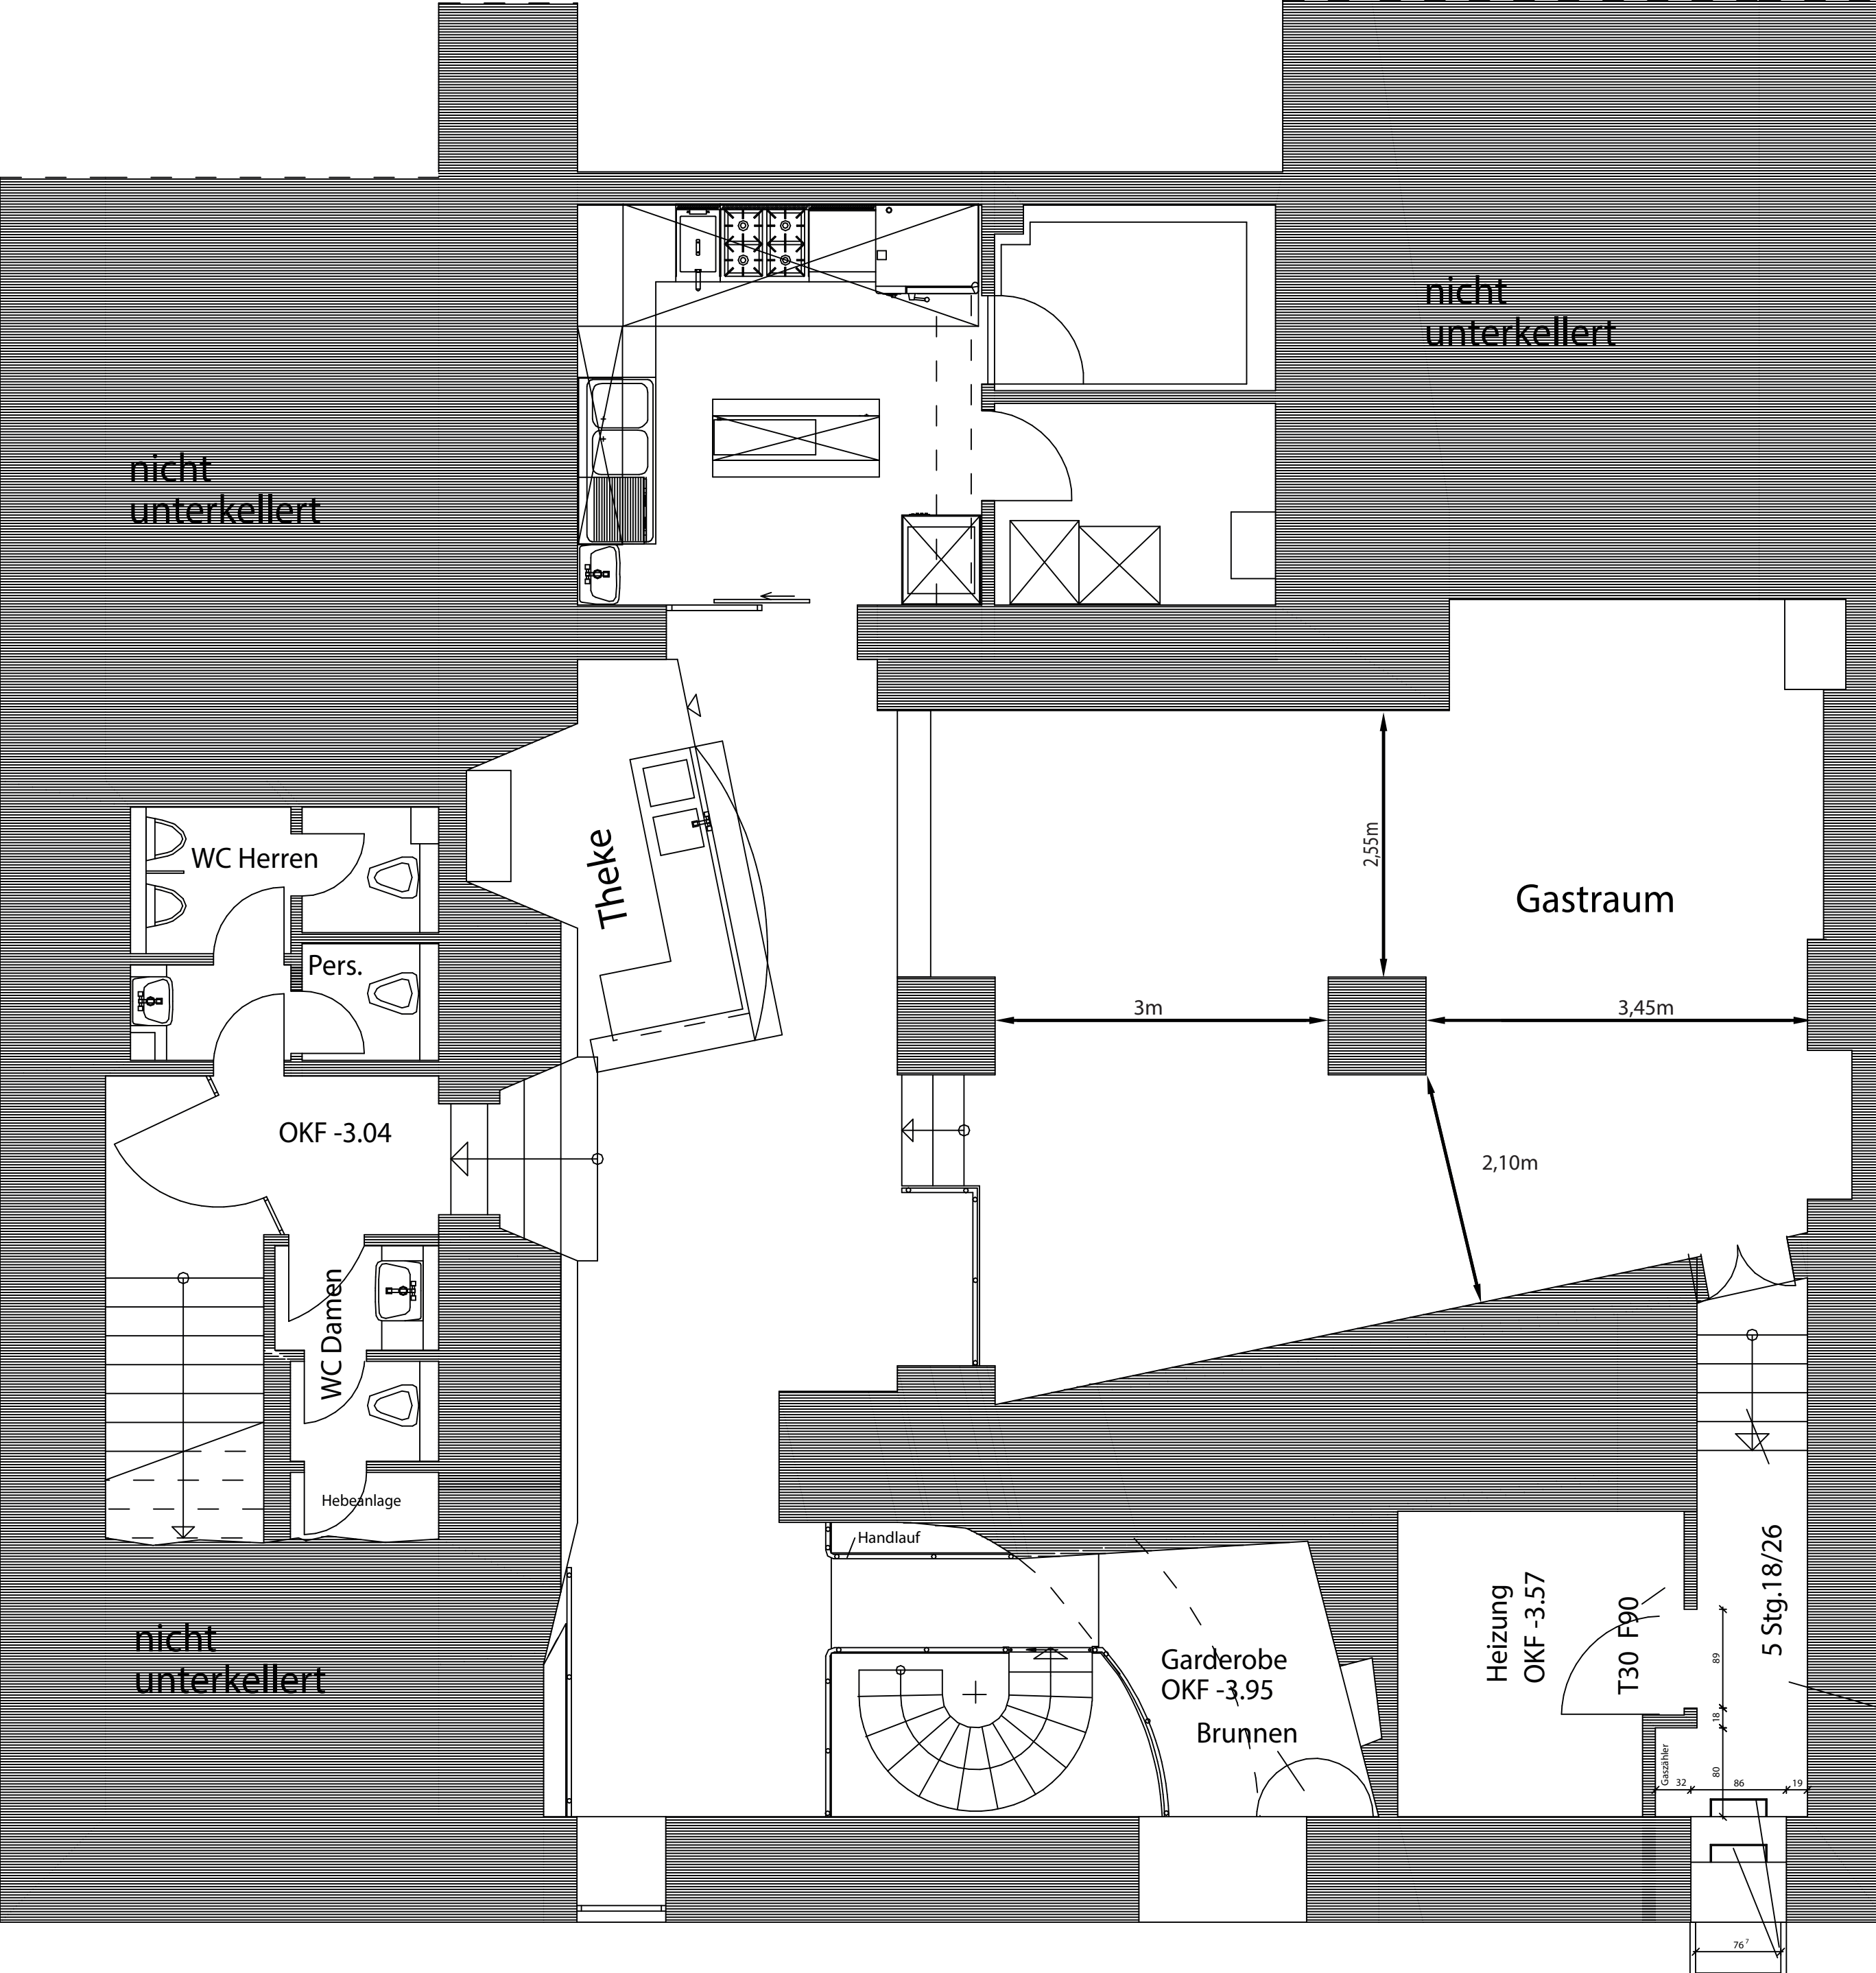 nicht
unterkellert
nicht
unterkellert
Theke
WC Herren
2,55m
Gastraum
Pers.
3m
3,45m
OKF -3.04
2,10m
WC Damen
Hebeanlage
Handlauf
nicht
unterkellert
Garderobe
OKF -3.95
Brunnen
Heizung
OKF -3.57
T30 F90
5 Stg.18/26
89
18
80
Gaszähler
32
86
19
76⁷